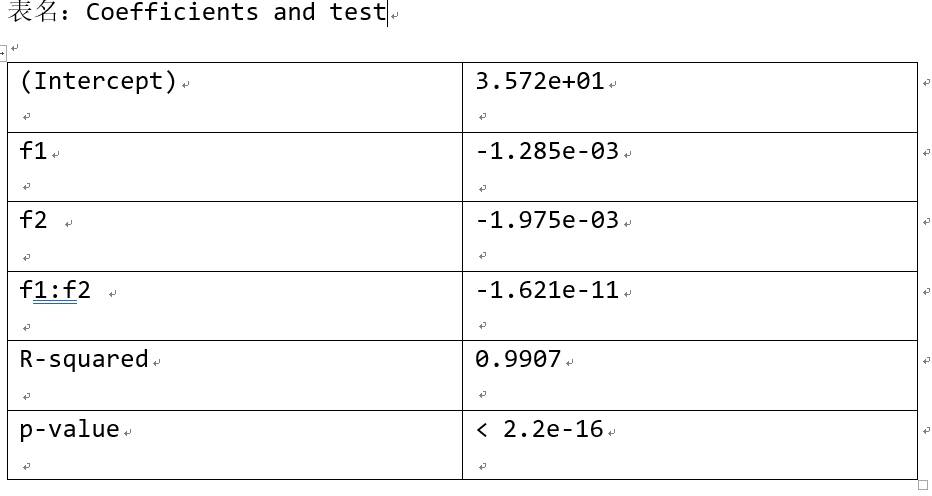 表名：Coefficients and test
(Intercept)
3.572e+01
f1
-1.285e-03
f2
-1.975e-03
f1:f2
-1.621e-11
R-squared
0.9907
p-value
< 2.2e-16